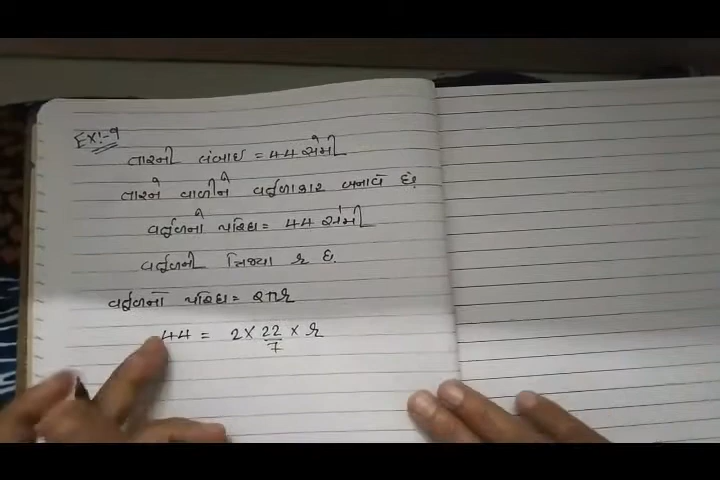 Ex:-9
તારની લંબાઈ = 44 સેમી
તારને વાળીને વર્તુળાકાર બનાવે છે
વર્તુળનો પરિઘ = 44 સેમી
વર્તુળની ત્રિજ્યા ર છે.
વર્તુળનો પરિઘ = 2πર
44 = 2 × 22/7 × ર